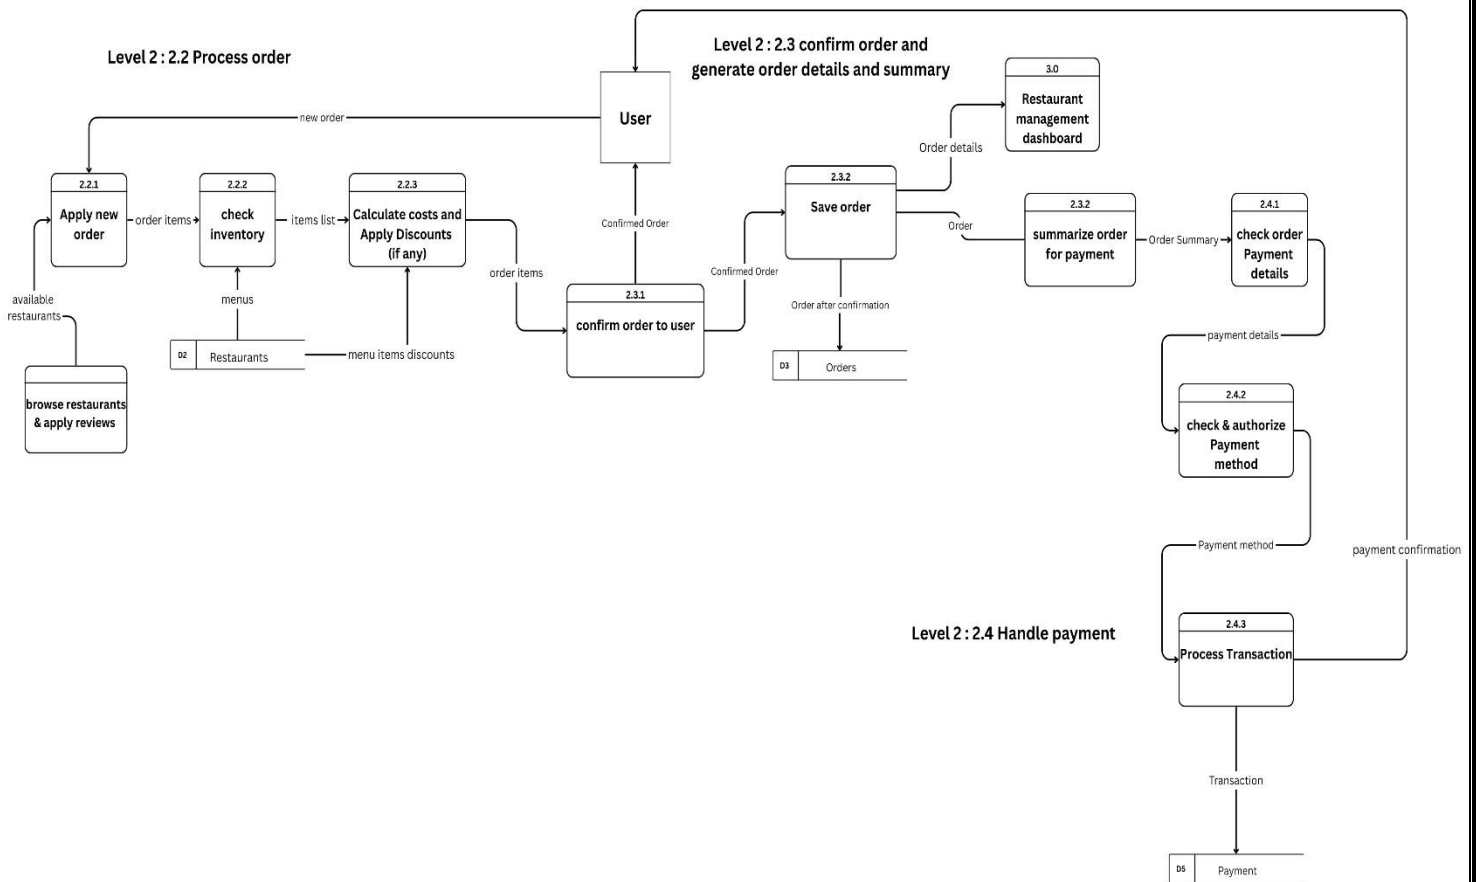 Level 2 : 2.2 Process order
Level 2 : 2.3 confirm order and
generate order details and summary
User
new order
3.0
Restaurant
management
dashboard
Order details
2.2.1
Apply new
order
order items
2.2.2
check
inventory
items list
2.2.3
Calculate costs and
Apply Discounts
(if any)
order items
available
restaurants
menus
D2
Restaurants
menu items discounts
browse restaurants
& apply reviews
Confirmed Order
2.3.1
confirm order to user
Confirmed Order
2.3.2
Save order
Order
Order after confirmation
D3
Orders
2.3.2
summarize order
for payment
Order Summary
2.4.1
check order
Payment
details
payment details
2.4.2
check & authorize
Payment
method
Payment method
payment confirmation
Level 2 : 2.4 Handle payment
2.4.3
Process Transaction
Transaction
D5
Payment